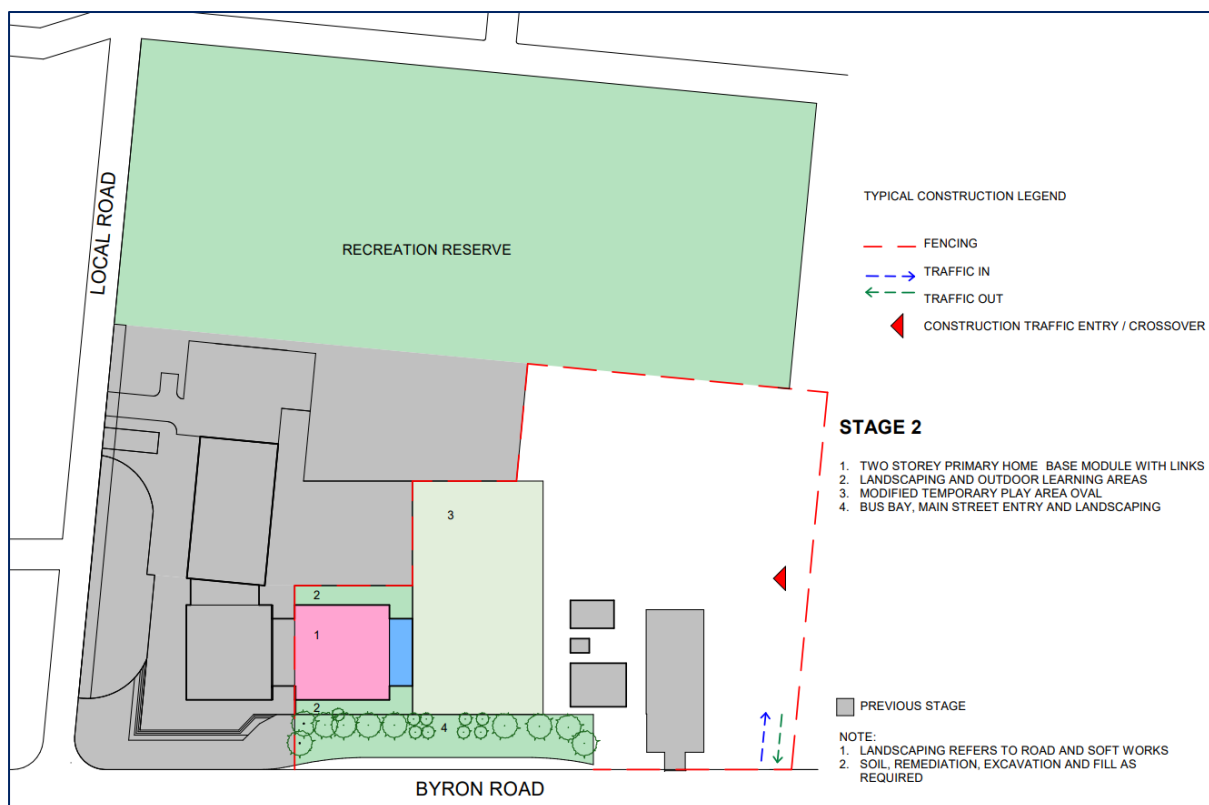 LOCAL ROAD
RECREATION RESERVE
3
2
1
2
4
BYRON ROAD
TYPICAL CONSTRUCTION LEGEND
FENCING
TRAFFIC IN
TRAFFIC OUT
CONSTRUCTION TRAFFIC ENTRY / CROSSOVER
STAGE 2
1. TWO STOREY PRIMARY HOME BASE MODULE WITH LINKS
2. LANDSCAPING AND OUTDOOR LEARNING AREAS
3. MODIFIED TEMPORARY PLAY AREA OVAL
4. BUS BAY, MAIN STREET ENTRY AND LANDSCAPING
PREVIOUS STAGE
NOTE:
1. LANDSCAPING REFERS TO ROAD AND SOFT WORKS
2. SOIL, REMEDIATION, EXCAVATION AND FILL AS
REQUIRED